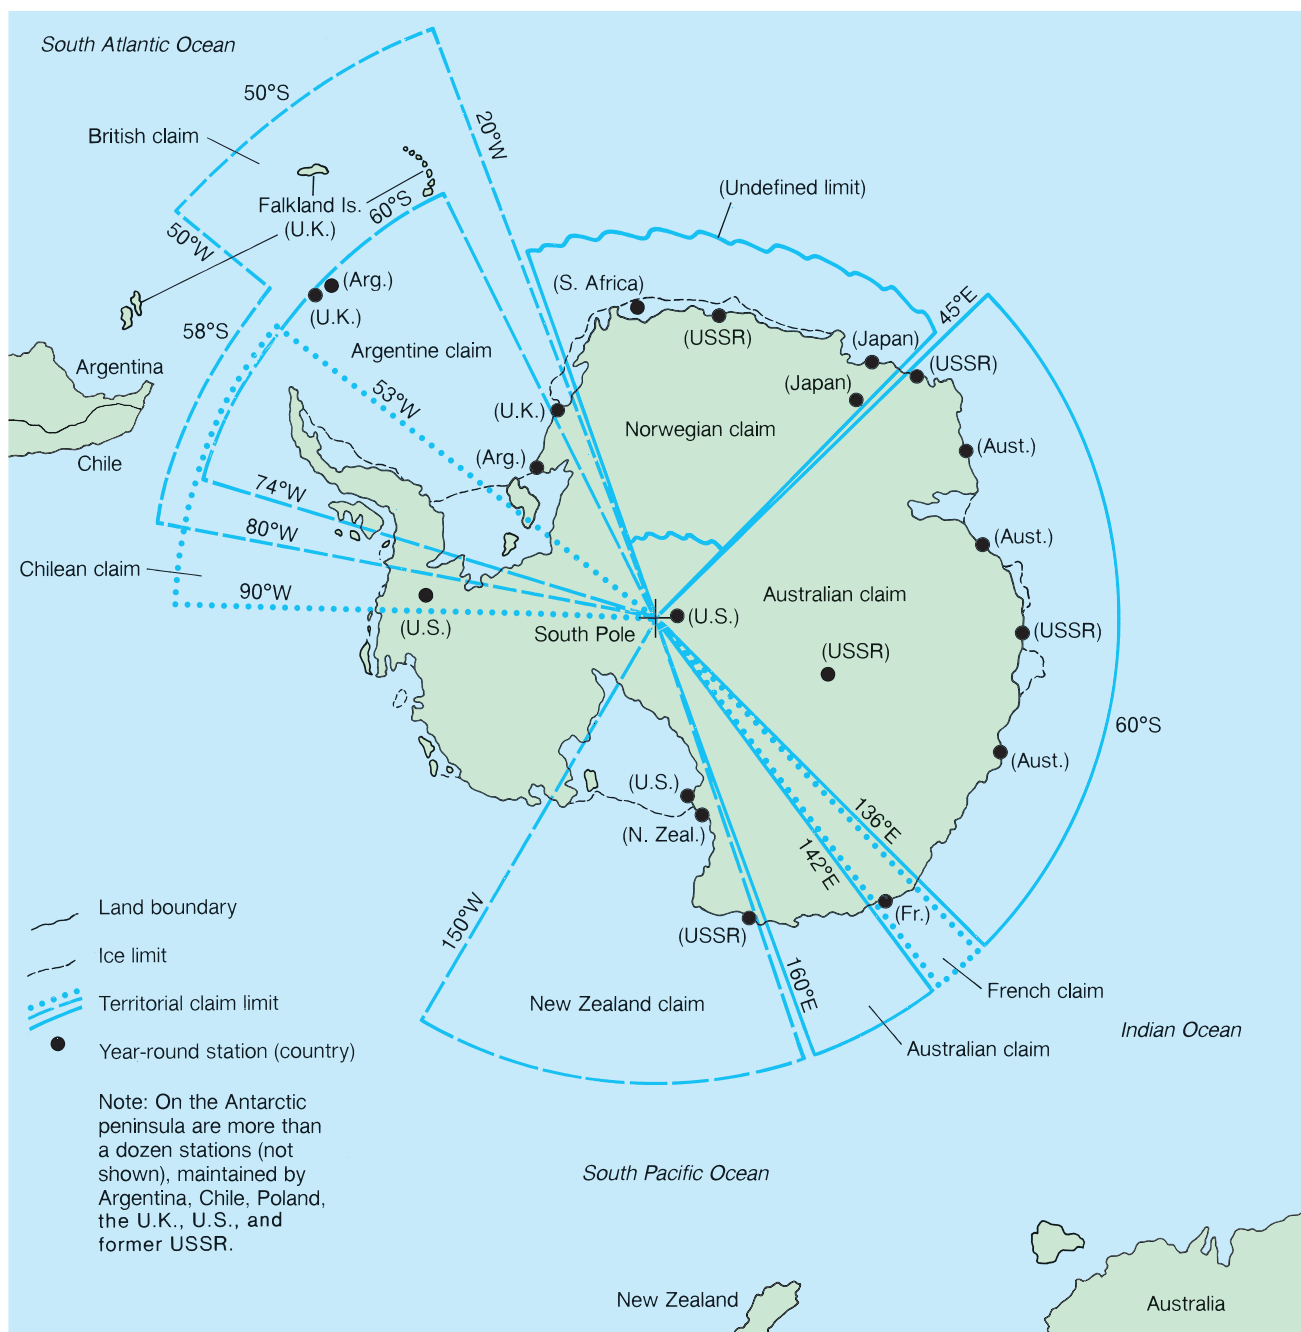 South Atlantic Ocean
50°S
British claim
20°W
Falkland Is.
(U.K.)
60°S
(Undefined limit)
50°W
(Arg.)
(U.K.)
(S. Africa)
45°E
58°S
(USSR)
(Japan)
(USSR)
Argentine claim
Argentina
53°W
(Japan)
(U.K.)
Norwegian claim
(Aust.)
Chile
(Arg.)
74°W
80°W
(Aust.)
Chilean claim
90°W
(U.S.)
South Pole
(U.S.)
Australian claim
(USSR)
(USSR)
60°S
(Aust.)
(U.S.)
(N. Zeal.)
136°E
142°E
150°W
(Fr.)
(USSR)
160°E
New Zealand claim
French claim
Australian claim
Indian Ocean
Land boundary
Ice limit
Territorial claim limit
Year-round station (country)
Note: On the Antarctic
peninsula are more than
a dozen stations (not
shown), maintained by
Argentina, Chile, Poland,
the U.K., U.S., and
former USSR.
South Pacific Ocean
New Zealand
Australia